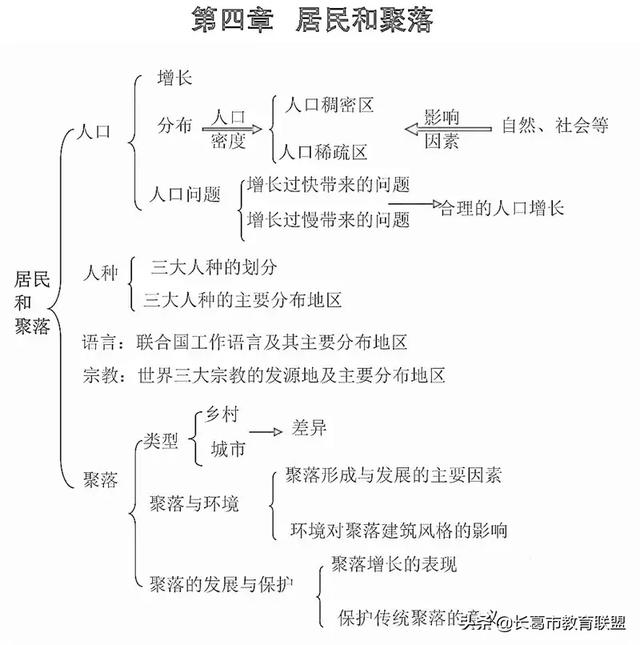 第四章 居民和聚落
居民
和
聚落
人口
增长
分布
人口
密度
人口稠密区
人口稀疏区
影响
因素
自然、社会等
人口问题
增长过快带来的问题
增长过慢带来的问题
合理的人口增长
人种
三大人种的划分
三大人种的主要分布地区
语言：联合国工作语言及其主要分布地区
宗教：世界三大宗教的发源地及主要分布地区
聚落
类型
乡村
城市
差异
聚落与环境
聚落形成与发展的主要因素
环境对聚落建筑风格的影响
聚落的发展与保护
聚落增长的表现
保护传统聚落的意义
头条@长葛市教育联盟